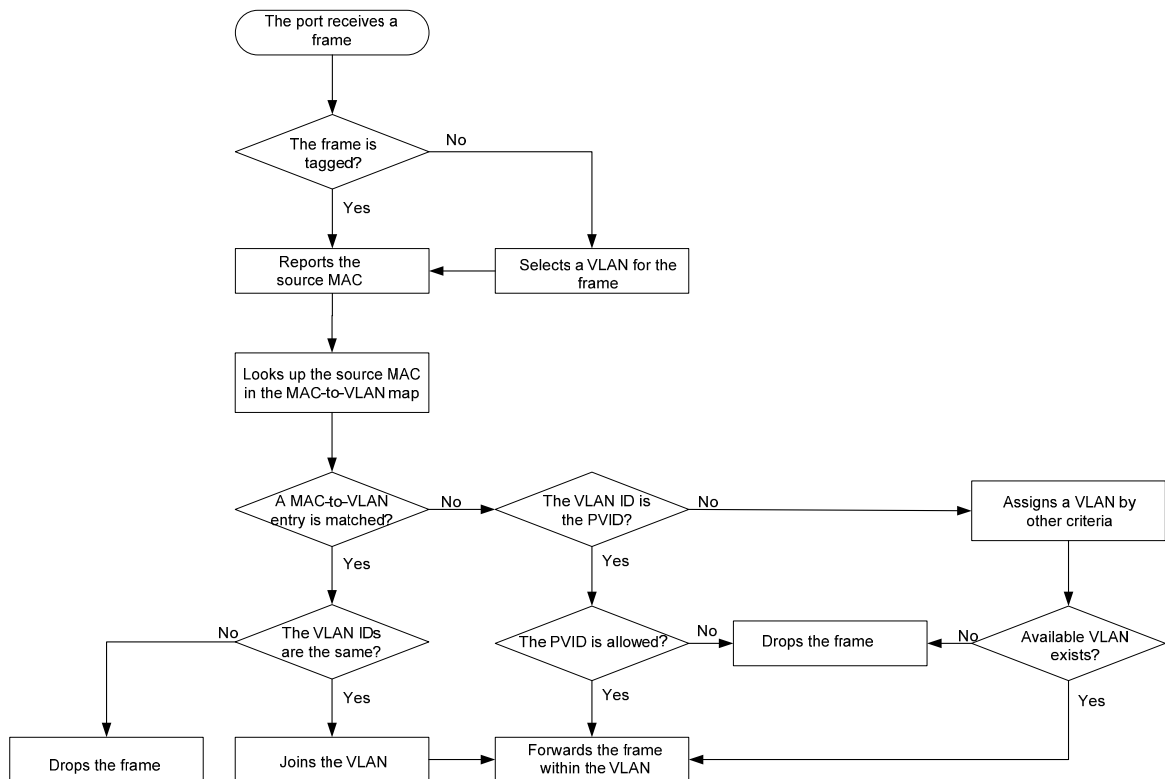 The port receives a
frame
The frame is
tagged?
No
Yes
Reports the
source MAC
Selects a VLAN for the
frame
Looks up the source MAC
in the MAC-to-VLAN map
A MAC-to-VLAN
entry is matched?
No
The VLAN ID is
the PVID?
No
Assigns a VLAN by
other criteria
Yes
Yes
No
The VLAN IDs
are the same?
The PVID is allowed?
No
Drops the frame
No
Available VLAN
exists?
Yes
Yes
Yes
Drops the frame
Joins the VLAN
Forwards the frame
within the VLAN